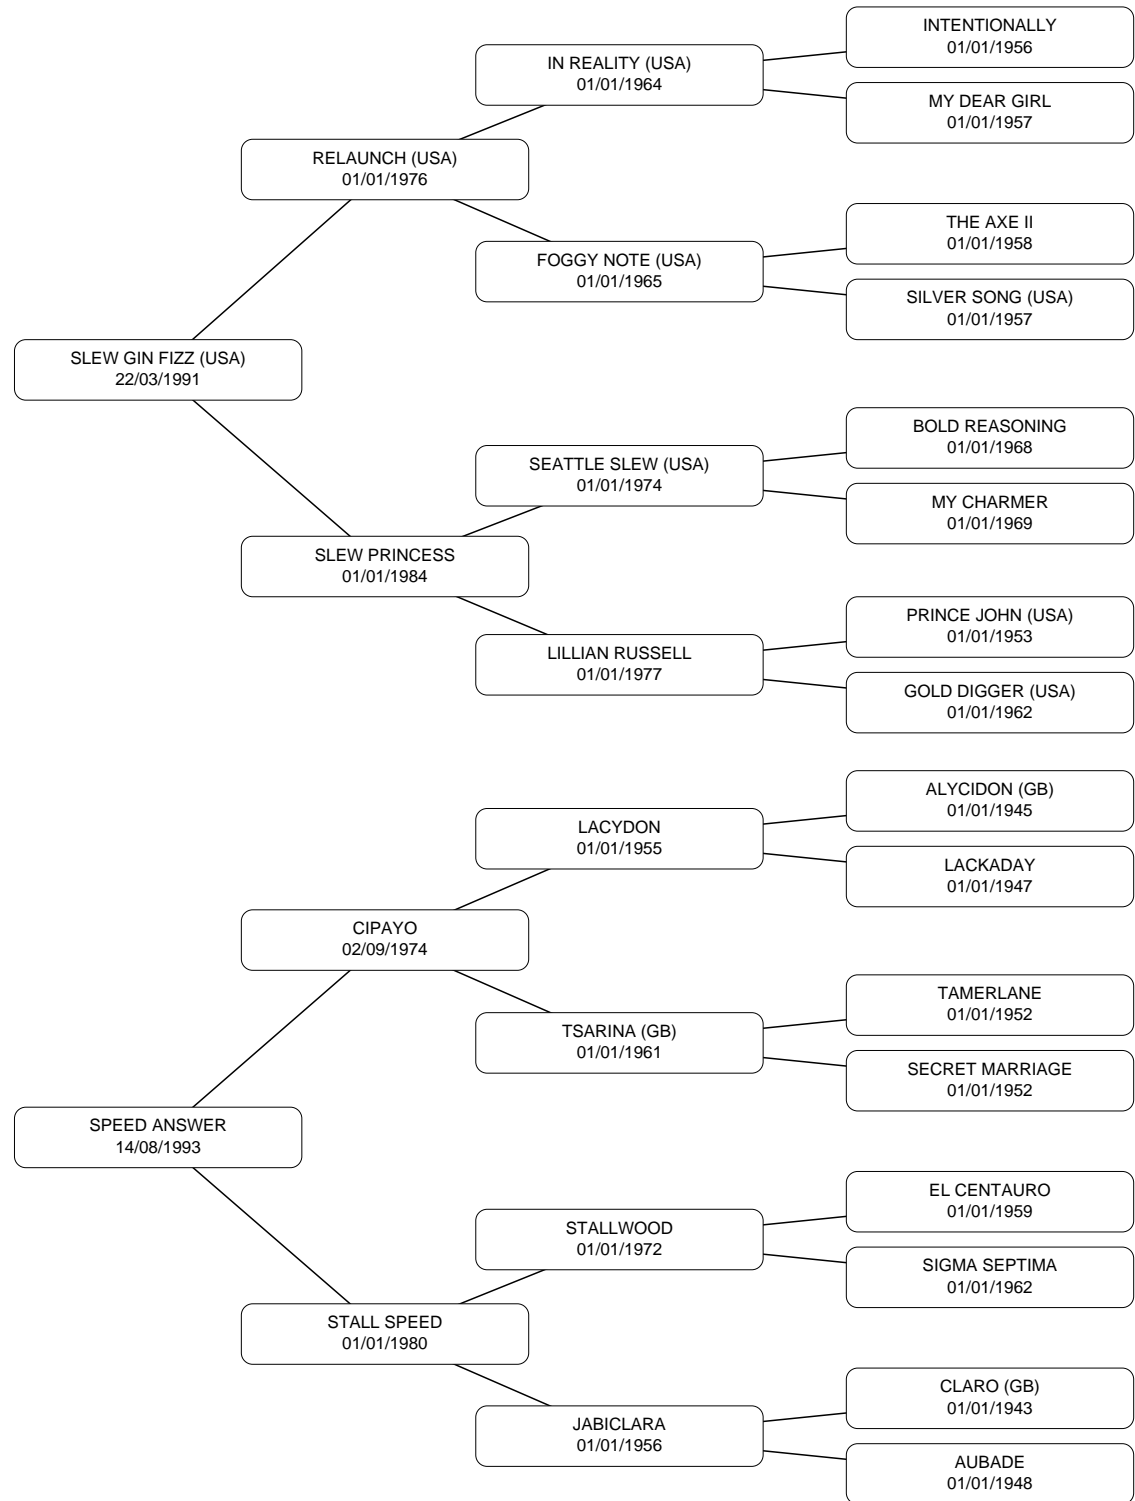 INTENTIONALLY
01/01/1956
IN REALITY (USA)
01/01/1964
MY DEAR GIRL
01/01/1957
RELAUNCH (USA)
01/01/1976
THE AXE II
01/01/1958
FOGGY NOTE (USA)
01/01/1965
SILVER SONG (USA)
01/01/1957
SLEW GIN FIZZ (USA)
22/03/1991
BOLD REASONING
01/01/1968
SEATTLE SLEW (USA)
01/01/1974
MY CHARMER
01/01/1969
SLEW PRINCESS
01/01/1984
PRINCE JOHN (USA)
01/01/1953
LILLIAN RUSSELL
01/01/1977
GOLD DIGGER (USA)
01/01/1962
ALYCIDON (GB)
01/01/1945
LACYDON
01/01/1955
LACKADAY
01/01/1947
CIPAYO
02/09/1974
TAMERLANE
01/01/1952
TSARINA (GB)
01/01/1961
SECRET MARRIAGE
01/01/1952
SPEED ANSWER
14/08/1993
EL CENTAURO
01/01/1959
STALLWOOD
01/01/1972
SIGMA SEPTIMA
01/01/1962
STALL SPEED
01/01/1980
CLARO (GB)
01/01/1943
JABICLARA
01/01/1956
AUBADE
01/01/1948